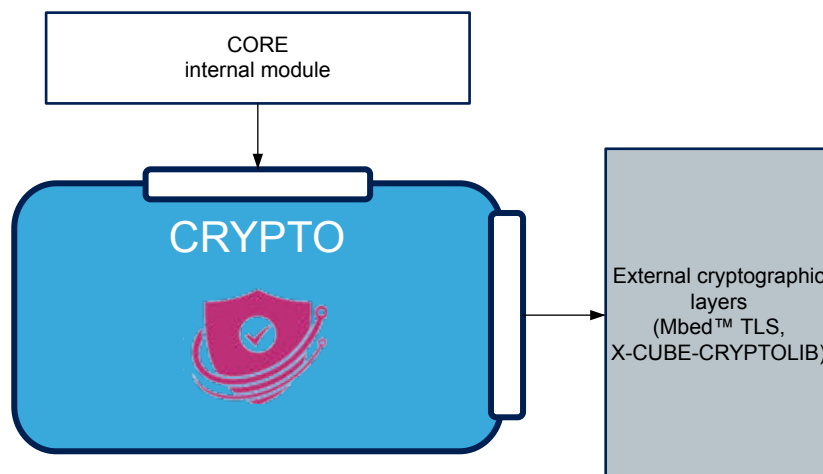 CORE
internal module
CRYPTO
External cryptographic
layers
(Mbed™ TLS,
X-CUBE-CRYPTOLIB)